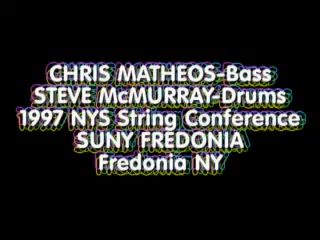 CHRIS MATHEOS-Bass
STEVE McMURRAY-Drums
1997 NYS String Conference
SUNY FREDONIA
Fredonia NY